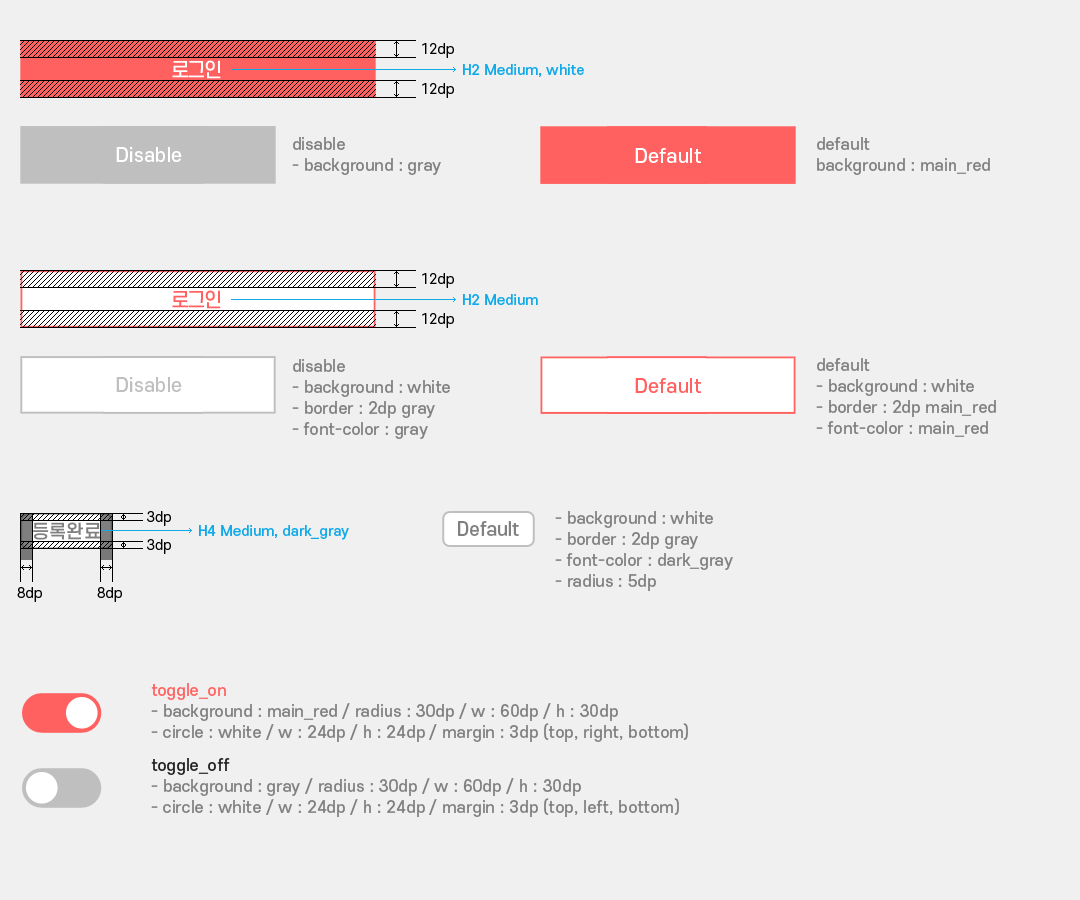 12dp
로그인
H2 Medium, white
12dp
Disable
disable
- background : gray
Default
default
background : main_red
12dp
로그인
H2 Medium
12dp
Disable
disable
- background : white
- border : 2dp gray
- font-color : gray
Default
default
- background : white
- border : 2dp main_red
- font-color : main_red
3dp
등록완료
H4 Medium, dark_gray
3dp
8dp
8dp
Default
- background : white
- border : 2dp gray
- font-color : dark_gray
- radius : 5dp
toggle_on
- background : main_red / radius : 30dp / w : 60dp / h : 30dp
- circle : white / w : 24dp / h : 24dp / margin : 3dp (top, right, bottom)
toggle_off
- background : gray / radius : 30dp / w : 60dp / h : 30dp
- circle : white / w : 24dp / h : 24dp / margin : 3dp (top, left, bottom)